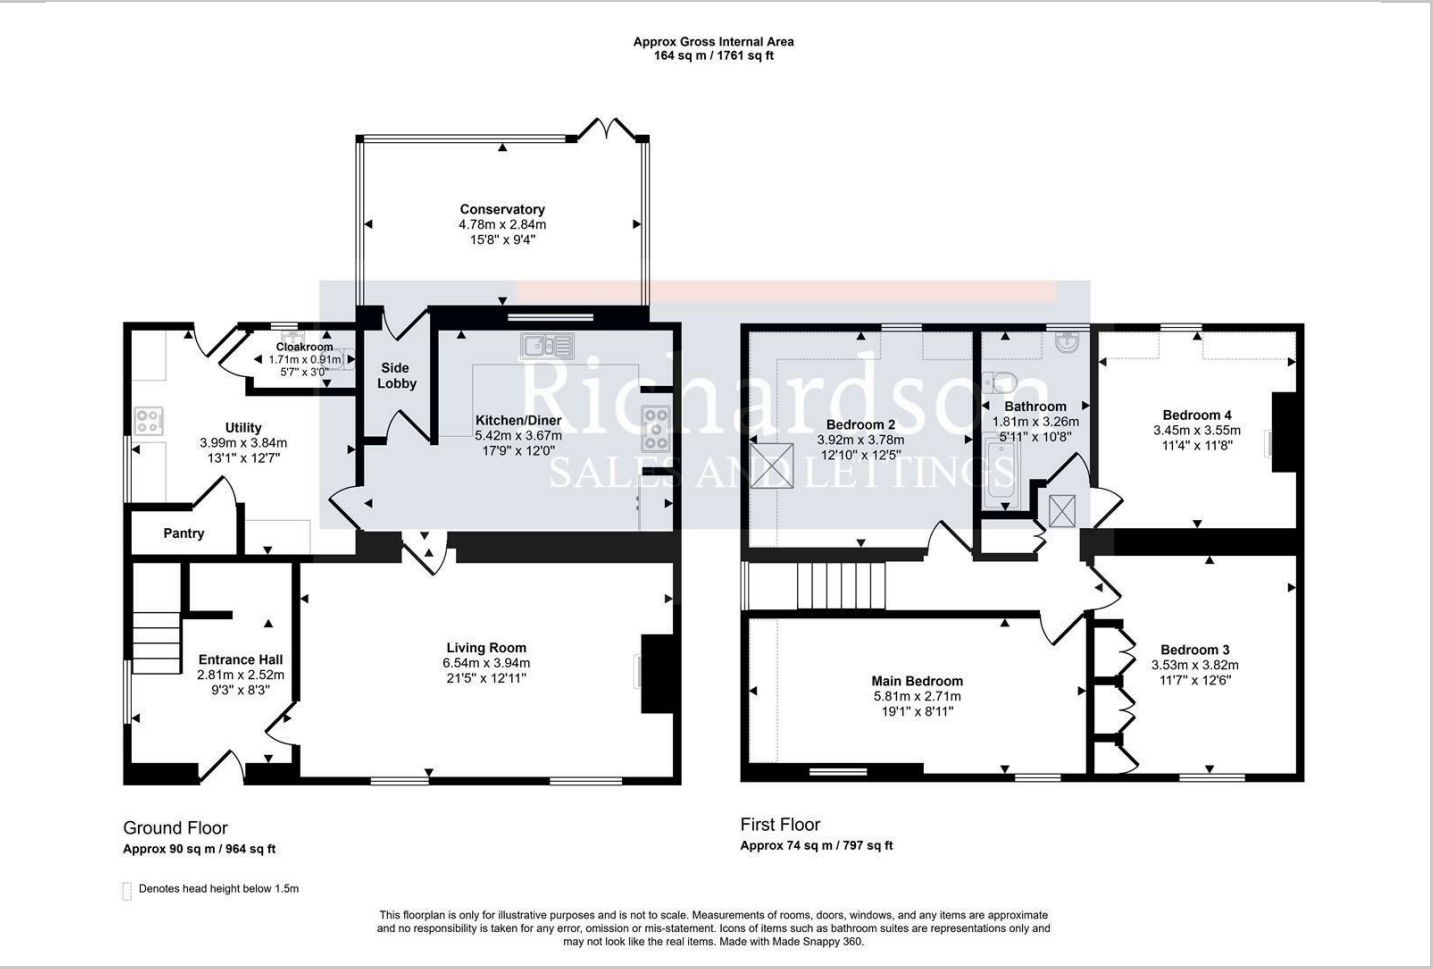 Approx Gross Internal Area
164 sq m / 1761 sq ft
Conservatory
4.78m x 2.84m
15'8" x 9'4"
Cloakroom
1.71m x 0.91m
5'7" x 3'0"
Side
Lobby
Kitchen/Diner
5.42m x 3.67m
17'9" x 12'0"
Utility
3.99m x 3.84m
13'1" x 12'7"
Pantry
Entrance Hall
2.81m x 2.52m
9'3" x 8'3"
Living Room
6.54m x 3.94m
21'5" x 12'11"
Richardson
SALES AND LETTINGS
Bedroom 2
3.92m x 3.78m
12'10" x 12'5"
Bathroom
1.81m x 3.26m
5'11" x 10'8"
Bedroom 4
3.45m x 3.55m
11'4" x 11'8"
Main Bedroom
5.81m x 2.71m
19'1" x 8'11"
Bedroom 3
3.53m x 3.82m
11'7" x 12'6"
Ground Floor
Approx 90 sq m / 964 sq ft
First Floor
Approx 74 sq m / 797 sq ft
Denotes head height below 1.5m
This floorplan is only for illustrative purposes and is not to scale. Measurements of rooms, doors, windows, and any items are approximate
and no responsibility is taken for any error, omission or mis-statement. Icons of items such as bathroom suites are representations only and
may not look like the real items. Made with Made Snappy 360.